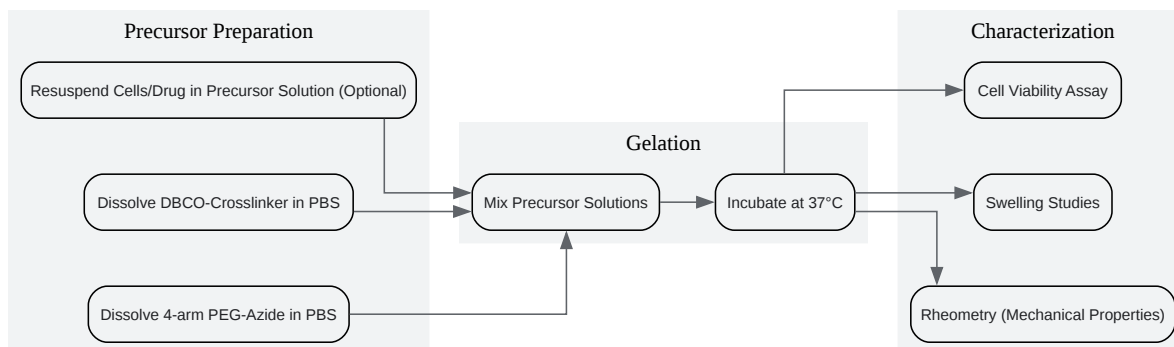 Precursor Preparation
Resuspend Cells/Drug in Precursor Solution (Optional)
Dissolve DBCO-Crosslinker in PBS
Dissolve 4-arm PEG-Azide in PBS
Gelation
Mix Precursor Solutions
Incubate at 37°C
Characterization
Cell Viability Assay
Swelling Studies
Rheometry (Mechanical Properties)